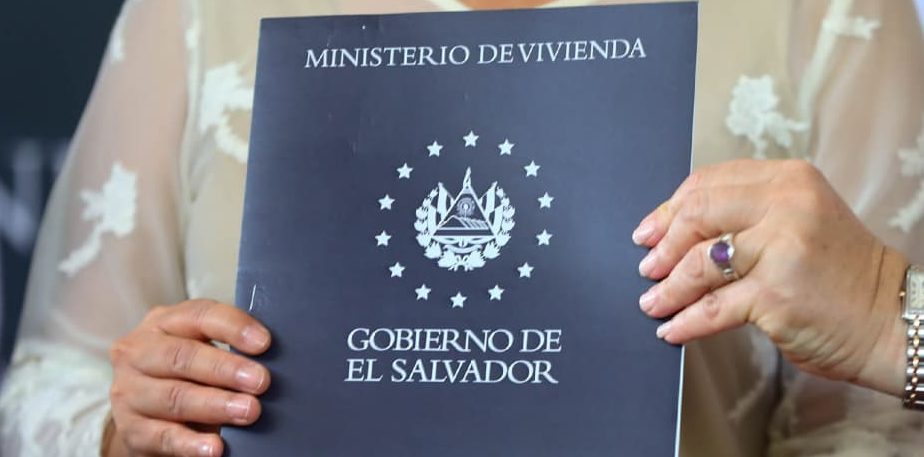 MINISTERIO DE VIVIENDA
GOBIERNO DE
EL SALVADOR